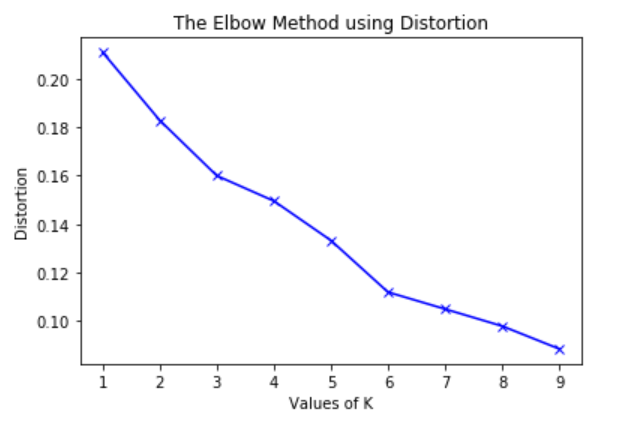 The Elbow Method using Distortion
0.20
0.18
0.16
0.14
0.12
0.10
Distortion
1 2 3 4 5 6 7 8 9
Values of K